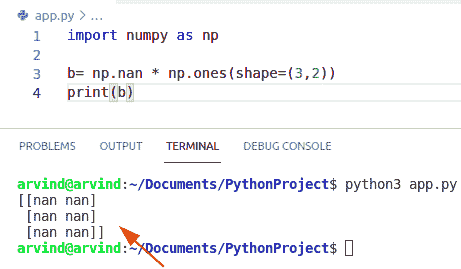 app.py > ...
1 import numpy as np
2
3 b= np.nan * np.ones(shape=(3,2))
4 print(b)
PROBLEMS OUTPUT TERMINAL DEBUG CONSOLE
arvind@arvind:~/Documents/PythonProject$ python3 app.py
[[nan nan]
 [nan nan]
 [nan nan]]
arvind@arvind:~/Documents/PythonProject$